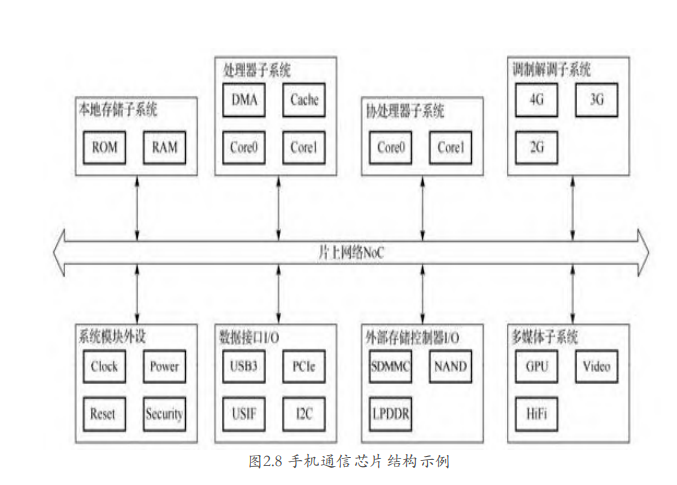 本地存储子系统
ROM RAM
处理器子系统
DMA Cache
Core0 Core1
协处理器子系统
Core0 Core1
调制解调子系统
4G 3G
2G
片上网络NoC
系统模块外设
Clock Power
Reset Security
数据接口I/O
USB3 PCIe
USIF I2C
外部存储控制器I/O
SDMMC NAND
LPDDR
多媒体子系统
GPU Video
HiFi
图2.8 手机通信芯片结构示例